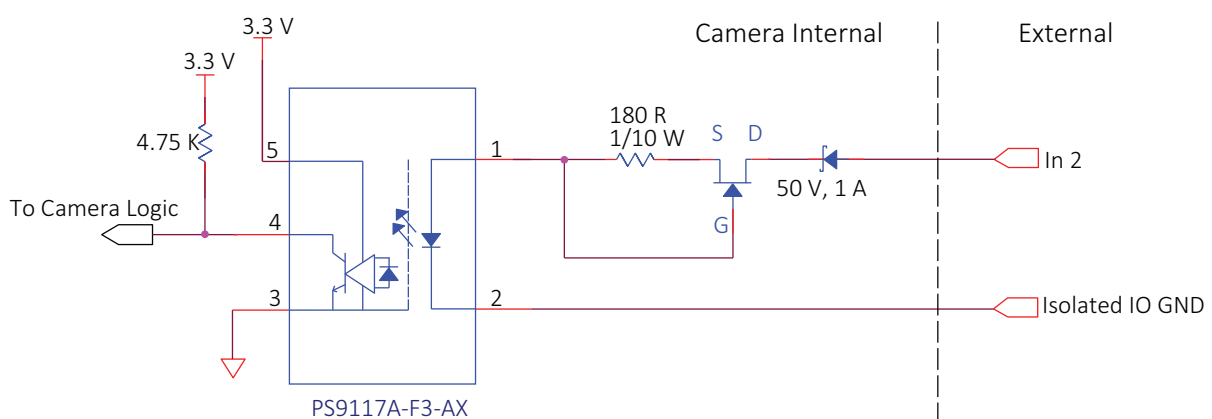 3.3 V
Camera Internal
External
3.3 V
180 R
1/10 W
S
D
4.75 K
5
1
In 2
50 V, 1 A
To Camera Logic
4
G
3
2
Isolated IO GND
PS9117A-F3-AX